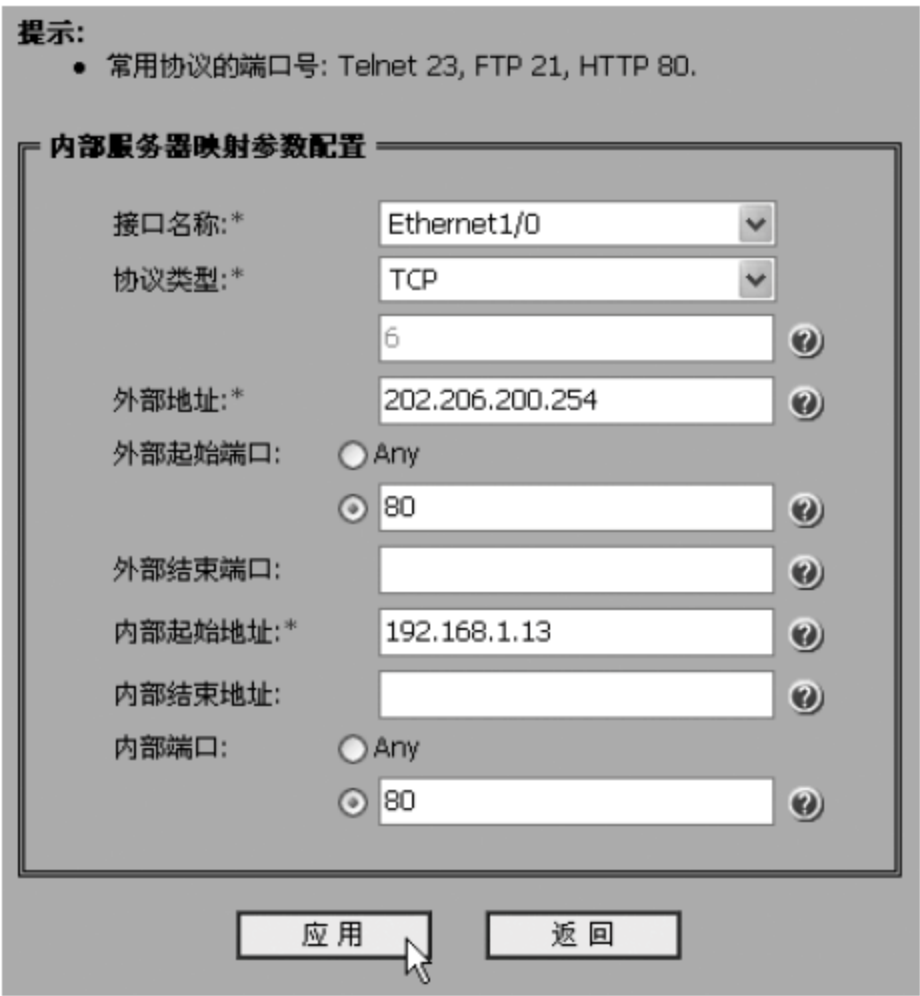 提示:
• 常用协议的端口号: Telnet 23, FTP 21, HTTP 80.
内部服务器映射参数配置
接口名称:* Ethernet1/0
协议类型:* TCP
6
外部地址:* 202.206.200.254
外部起始端口: Any
80
外部结束端口:
内部起始地址:* 192.168.1.13
内部结束地址:
内部端口: Any
80
应用 返回